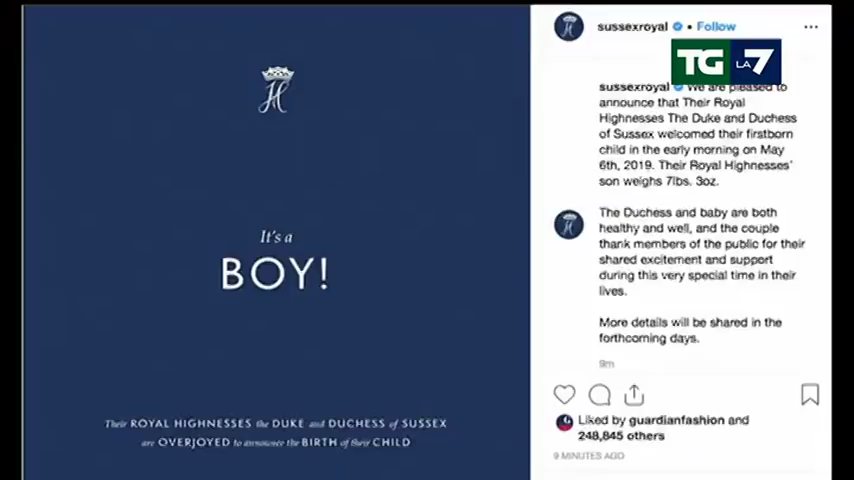 H
It's a
BOY!
Their ROYAL HIGHNESSES the DUKE and DUCHESS of SUSSEX
are OVERJOYED to announce the BIRTH of their CHILD
sussexroyal • Follow
TG LA7
sussexroyal We are pleased to
announce that Their Royal
Highnesses The Duke and Duchess
of Sussex welcomed their firstborn
child in the early morning on May
6th, 2019. Their Royal Highnesses'
son weighs 7lbs. 3oz.
The Duchess and baby are both
healthy and well, and the couple
thank members of the public for their
shared excitement and support
during this very special time in their
lives.
More details will be shared in the
forthcoming days.
9m
Liked by guardianfashion and
248,845 others
9 MINUTES AGO